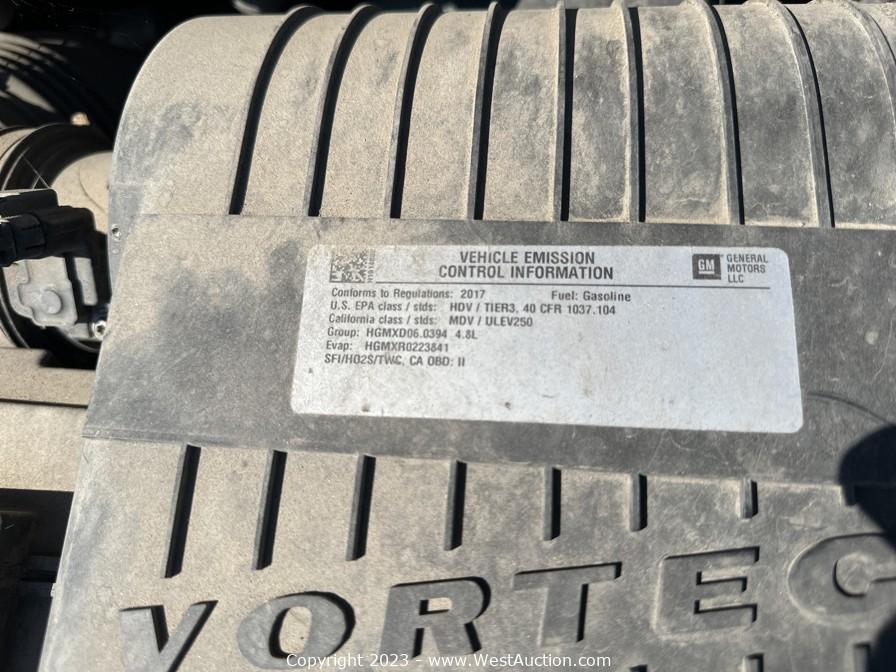 VEHICLE EMISSION
CONTROL INFORMATION
GM GENERAL
MOTORS
LLC
Conforms to Regulations: 2017 Fuel: Gasoline
U.S. EPA class / stds: HDV / TIER3, 40 CFR 1037.104
California class / stds: MDV / ULEV250
Group: HGMXD06.0394 4.8L
Evap: HGMXR0223841
SFI/HO2S/TWC, CA OBD: II
VORTEC
Copyright © 2023 - www.WestAuction.com